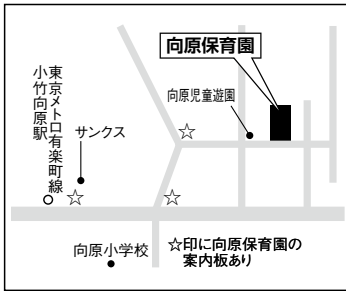 向原保育園
向原児童遊園
東京メトロ有楽町線
小竹向原駅
サンクス
☆
☆
☆
向原小学校
☆印に向原保育園の
案内板あり